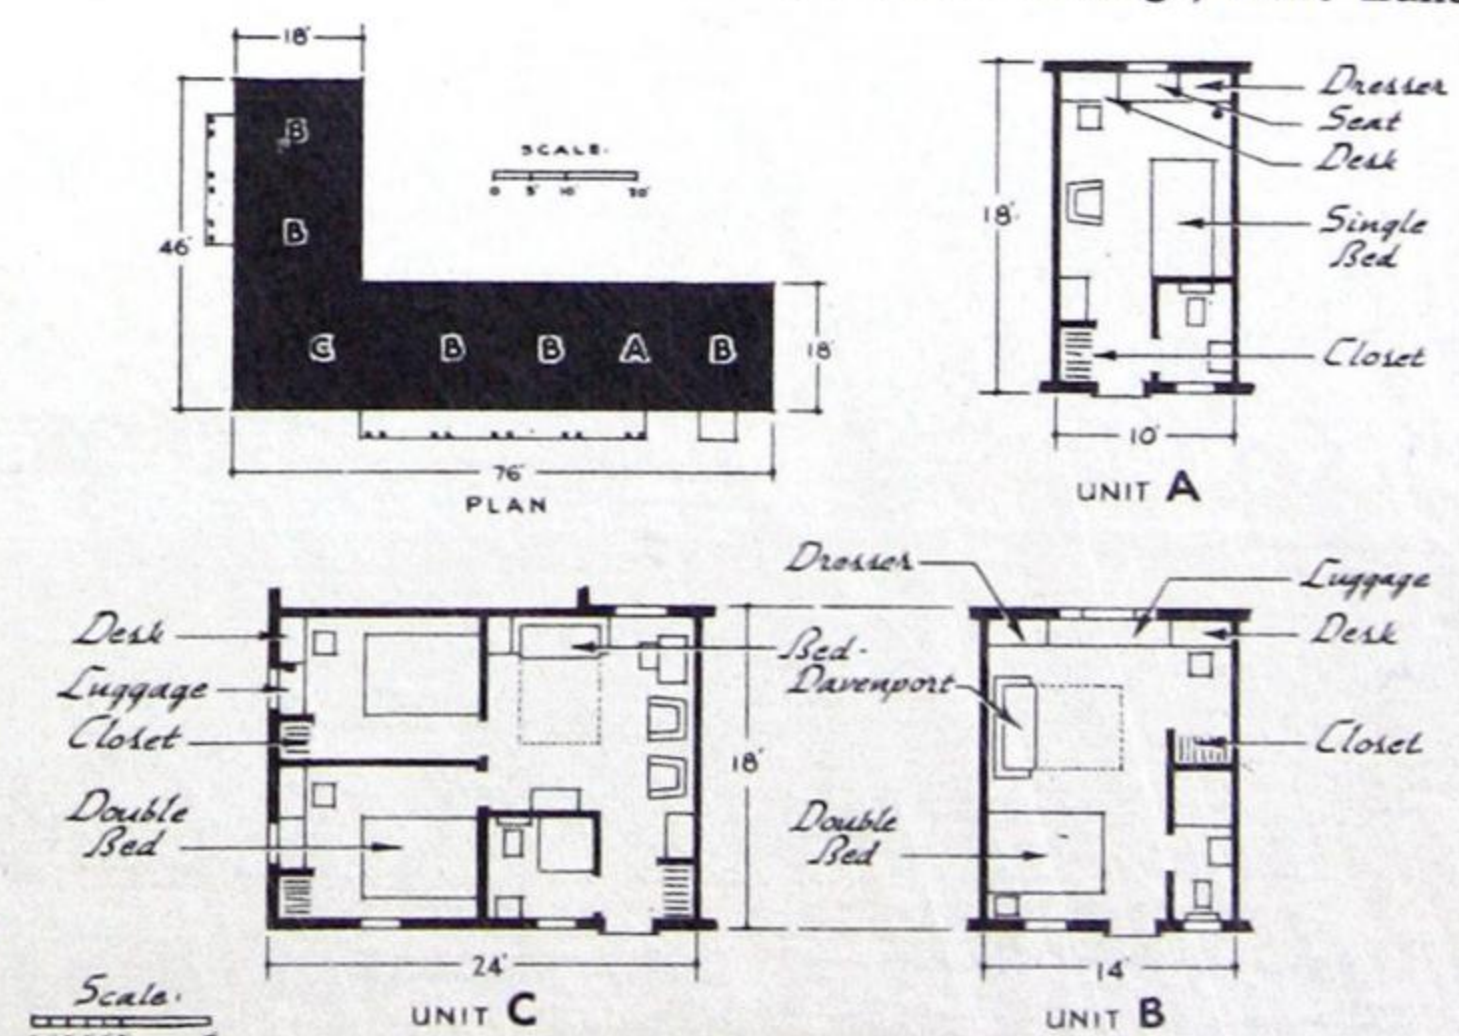 18'
46'
B
B
SCALE.
0 5' 10' 20'
C B B A B
18'
76'
PLAN
Dresser
Seat
Desk
Single
Bed
Closet
18'
10'
UNIT A
Desk
Luggage
Closet
Double
Bed
24'
UNIT C
Scale.
18'
Dresser
Bed-
Davenport
Double
Bed
Luggage
Desk
Closet
14'
UNIT B